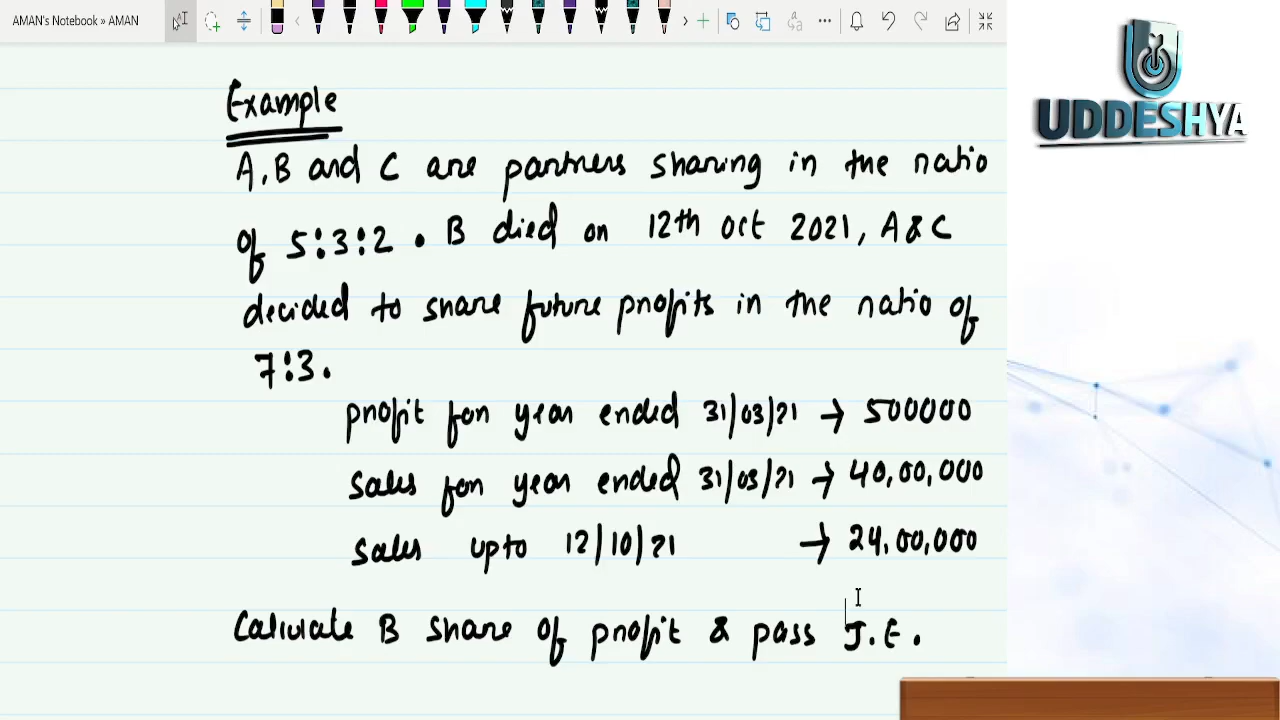 AMAN's Notebook » AMAN
UDDESHYA
Example
A, B and C are partners sharing in the ratio
of 5:3:2. B died on 12th Oct 2021, A & C
decided to share future profits in the ratio of
7:3.
profit for year ended 31/03/21 → 500000
Sales for year ended 31/03/21 → 40,00,000
Sales upto 12/10/21 → 24,00,000
Calculate B share of profit & pass J.E.